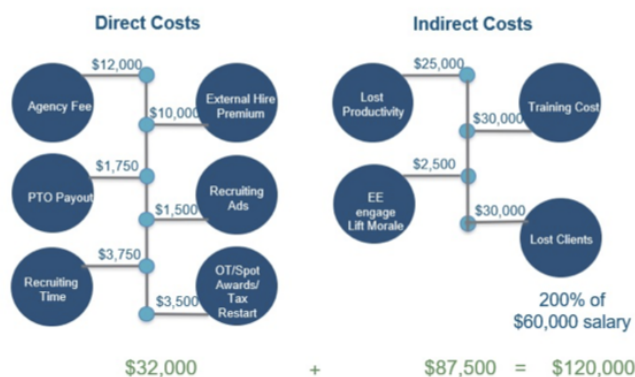 Direct Costs
Indirect Costs
$12,000
Agency Fee
$10,000
External Hire
Premium
$1,750
PTO Payout
$1,500
Recruiting
Ads
$3,750
Recruiting
Time
$3,500
OT/Spot
Awards/
Tax
Restart
$25,000
Lost
Productivity
$30,000
Training Cost
$2,500
EE
engage
Lift Morale
$30,000
Lost Clients
200% of
$60,000 salary
$32,000 + $87,500 = $120,000